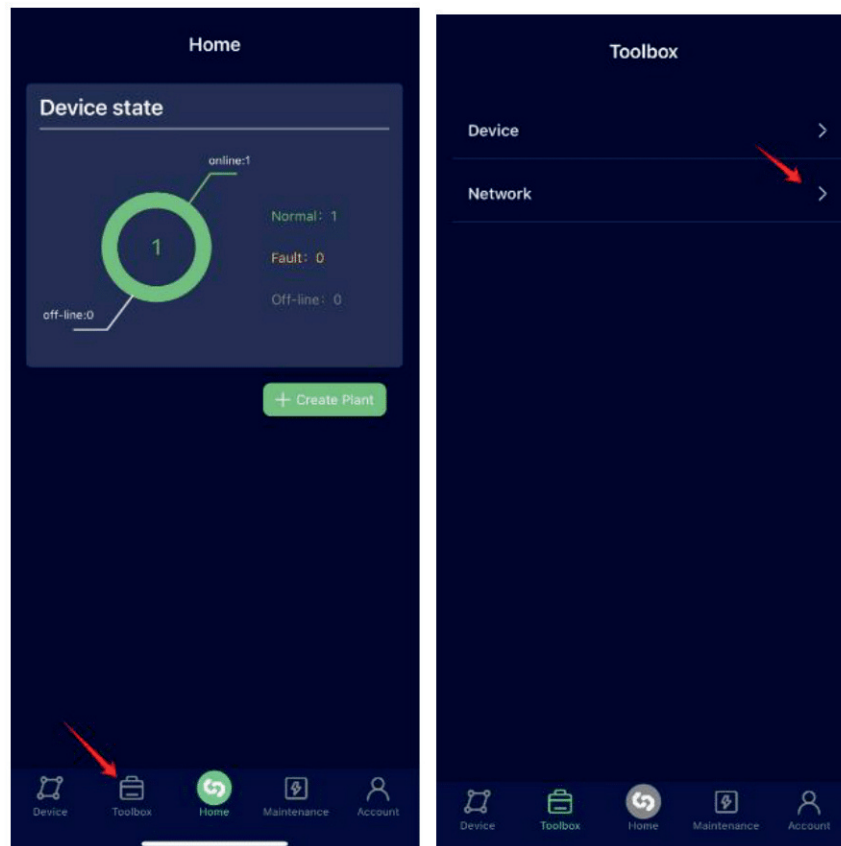 Home
Device state
online:1
1
Normal: 1
Fault: 0
Off-line: 0
off-line:0
+ Create Plant
Device Toolbox Home Maintenance Account
Toolbox
Device
Network
Device Toolbox Home Maintenance Account